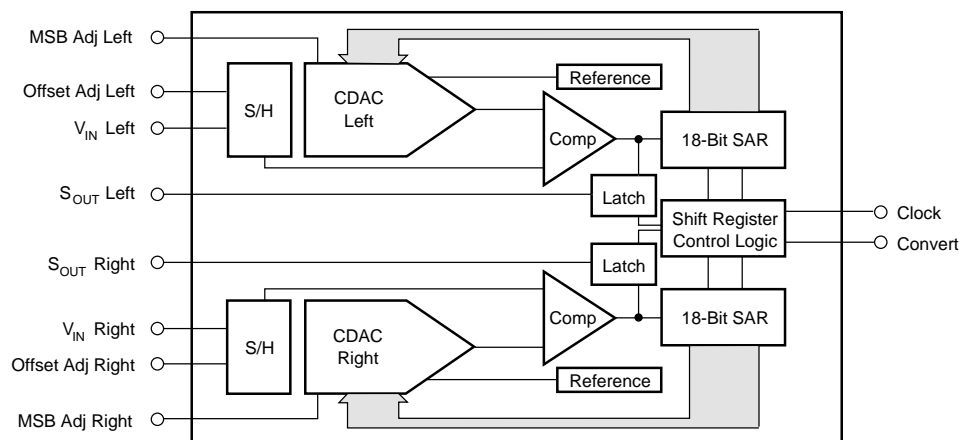 MSB Adj Left
Offset Adj Left
V_IN Left
S_OUT Left
S_OUT Right
V_IN Right
Offset Adj Right
MSB Adj Right
S/H
CDAC
Left
Reference
Comp
18-Bit SAR
Latch
Shift Register
Control Logic
Clock
Convert
Latch
S/H
CDAC
Right
Comp
18-Bit SAR
Reference